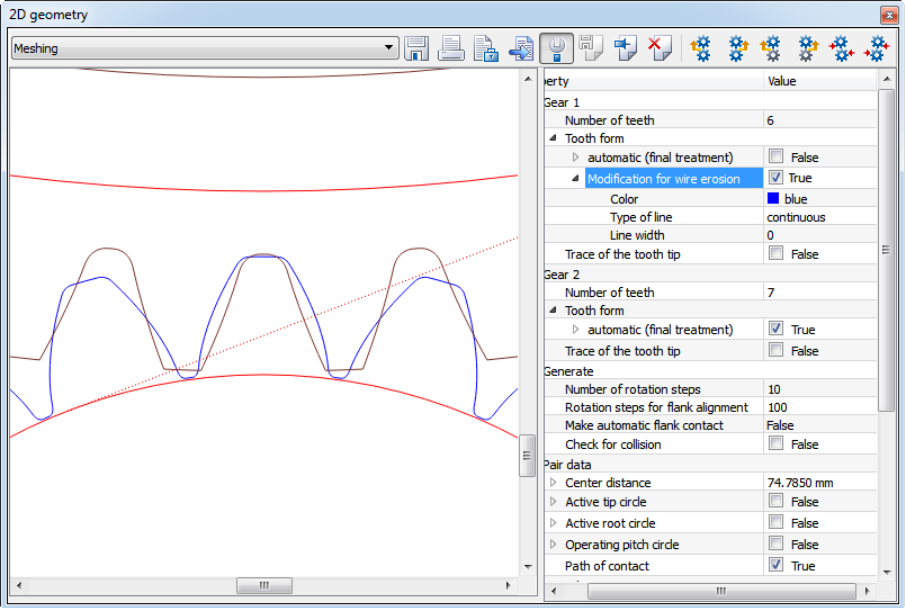 2D geometry
Meshing
erty Value
Gear 1
Number of teeth 6
Tooth form
automatic (final treatment) False
Modification for wire erosion True
Color blue
Type of line continuous
Line width 0
Trace of the tooth tip False
Gear 2
Number of teeth 7
Tooth form
automatic (final treatment) True
Trace of the tooth tip False
Generate
Number of rotation steps 10
Rotation steps for flank alignment 100
Make automatic flank contact False
Check for collision False
Pair data
Center distance 74.7850 mm
Active tip circle False
Active root circle False
Operating pitch circle False
Path of contact True